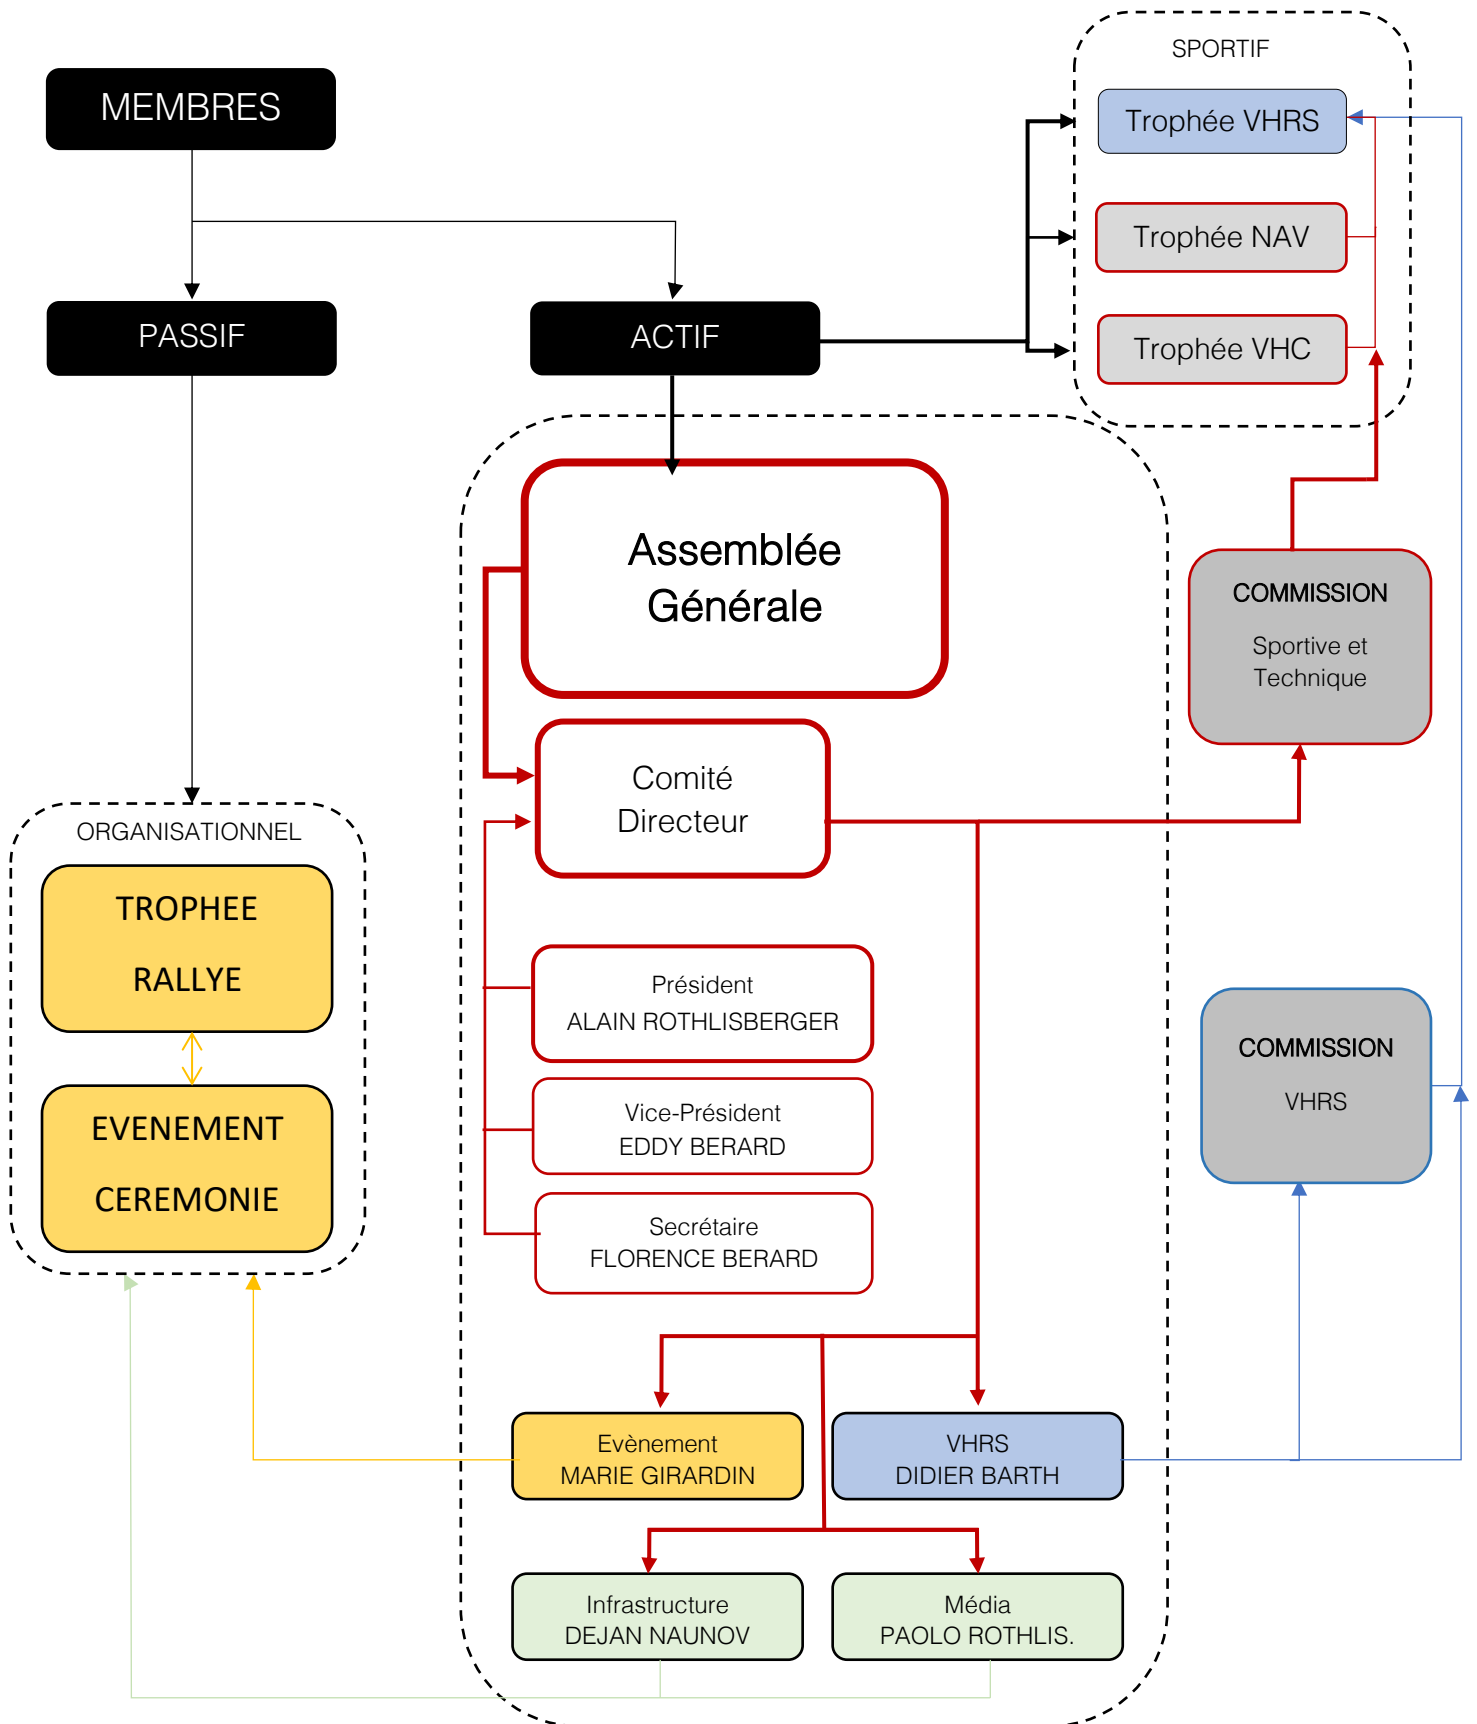 SPORTIF
MEMBRES
Trophée VHRS
Trophée NAV
PASSIF
ACTIF
Trophée VHC
Assemblée
Générale
COMMISSION
Sportive et
Technique
Comité
Directeur
ORGANISATIONNEL
TROPHEE
RALLYE
EVENEMENT
CEREMONIE
Président
ALAIN ROTHLISBERGER
Vice-Président
EDDY BERARD
Secrétaire
FLORENCE BERARD
COMMISSION
VHRS
Evènement
MARIE GIRARDIN
VHRS
DIDIER BARTH
Infrastructure
DEJAN NAUNOV
Média
PAOLO ROTHLIS.